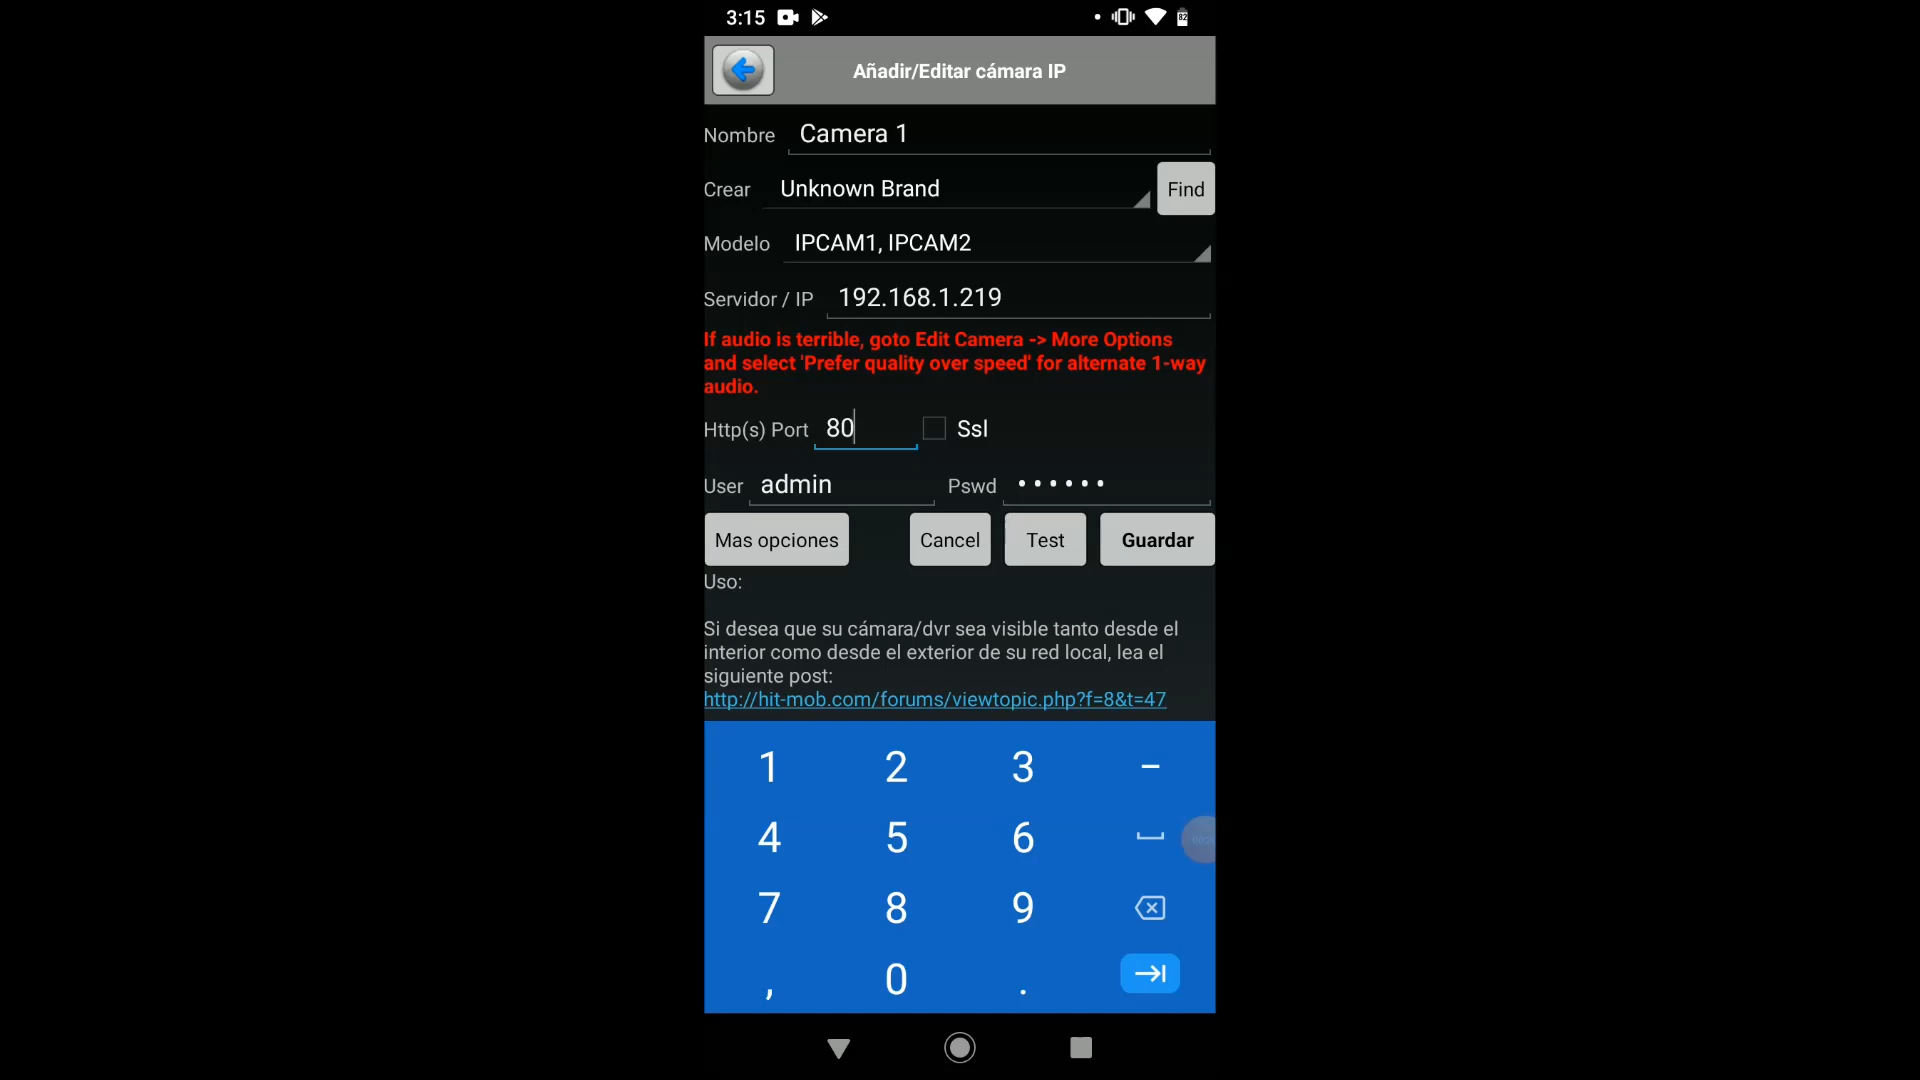 3:15
82
Añadir/Editar cámara IP
Nombre Camera 1
Crear Unknown Brand Find
Modelo IPCAM1, IPCAM2
Servidor / IP 192.168.1.219
If audio is terrible, goto Edit Camera -> More Options
and select 'Prefer quality over speed' for alternate 1-way
audio.
Http(s) Port 80 Ssl
User admin Pswd ••••••
Mas opciones Cancel Test Guardar
Uso:
Si desea que su cámara/dvr sea visible tanto desde el
interior como desde el exterior de su red local, lea el
siguiente post:
http://hit-mob.com/forums/viewtopic.php?f=8&t=47
1 2 3 –
4 5 6
7 8 9
, 0 .